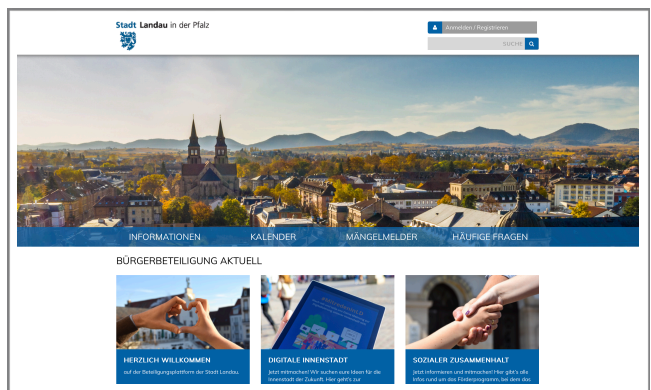 Stadt Landau in der Pfalz
Anmelden / Registrieren
SUCHE
INFORMATIONEN KALENDER MÄNGELMELDER HÄUFIGE FRAGEN
BÜRGERBETEILIGUNG AKTUELL
HERZLICH WILLKOMMEN
auf der Beteiligungsplattform der Stadt Landau.
DIGITALE INNENSTADT
Jetzt mitmachen! Wir suchen eure Ideen für die
Innenstadt der Zukunft. Hier geht's zur
SOZIALER ZUSAMMENHALT
Jetzt informieren und mitmachen! Hier gibt's alle
Infos rund um das Förderprogramm, bei dem das